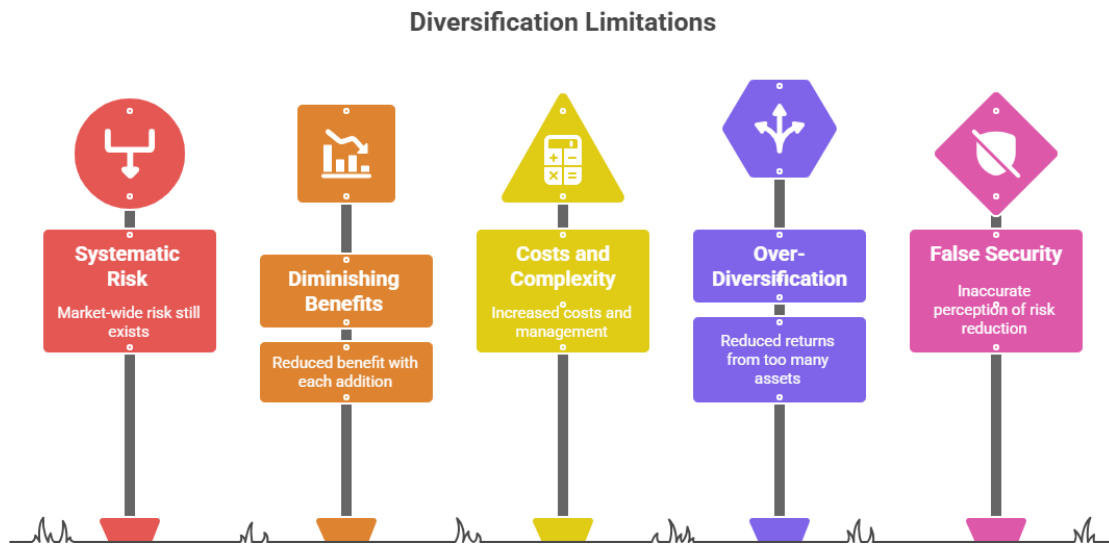 Diversification Limitations
Systematic
Risk
Market-wide risk still
exists
Diminishing
Benefits
Reduced benefit with
each addition
Costs and
Complexity
Increased costs and
management
Over-
Diversification
Reduced returns
from too many
assets
False Security
Inaccurate
perception of risk
reduction